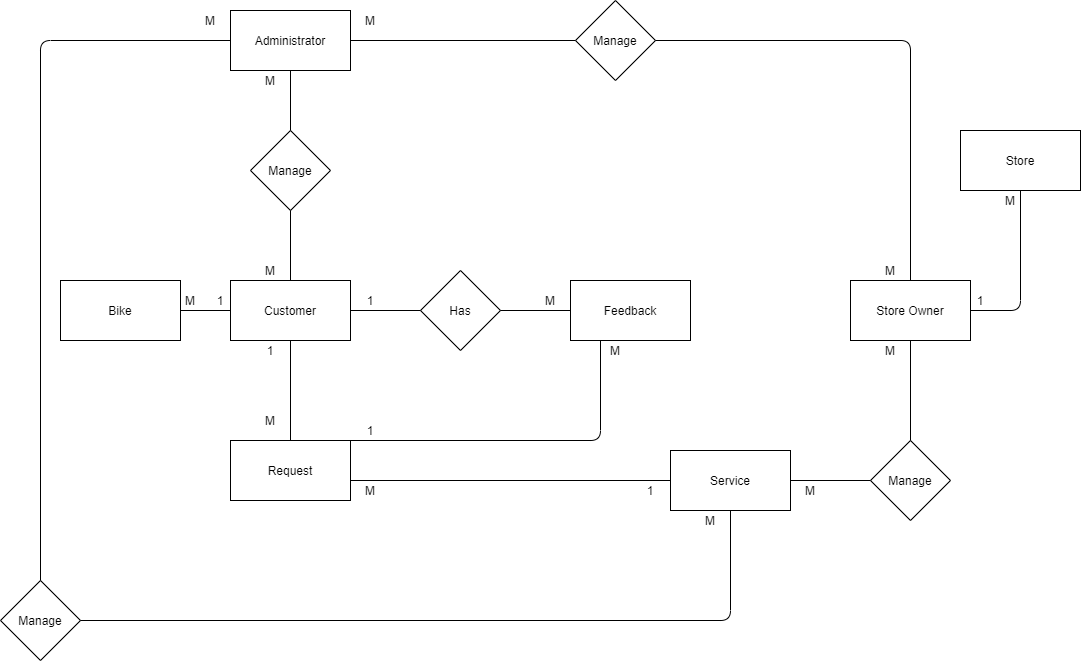 M
M
Administrator
Manage
M
Manage
Store
M
M
M
Bike
M
1
Customer
1
Has
M
Feedback
Store Owner
1
1
M
M
M
1
Request
M
1
Service
M
Manage
M
Manage